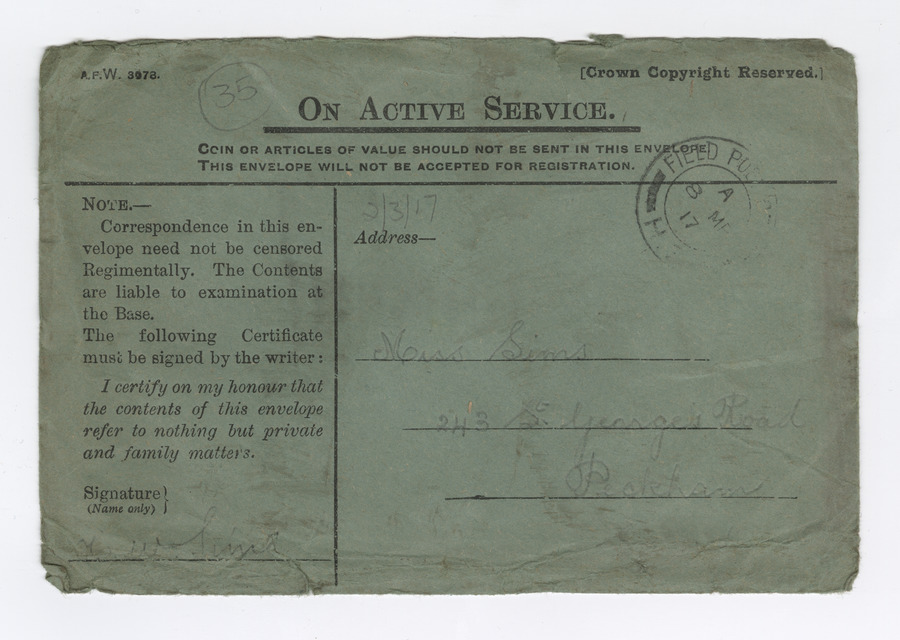 A.F.W. 3078.
[Crown Copyright Reserved.]
35
ON ACTIVE SERVICE.
COIN OR ARTICLES OF VALUE SHOULD NOT BE SENT IN THIS ENVELOPE.
THIS ENVELOPE WILL NOT BE ACCEPTED FOR REGISTRATION.
FIELD
A
8 MR
17
H
NOTE.—
Correspondence in this en-
velope need not be censored
Regimentally. The Contents
are liable to examination at
the Base.
The following Certificate
must be signed by the writer:
I certify on my honour that
the contents of this envelope
refer to nothing but private
and family matters.
Signature}
(Name only)
Sims
2/3/17
Address—
Miss Sims
243 St Georges Road
Peckham